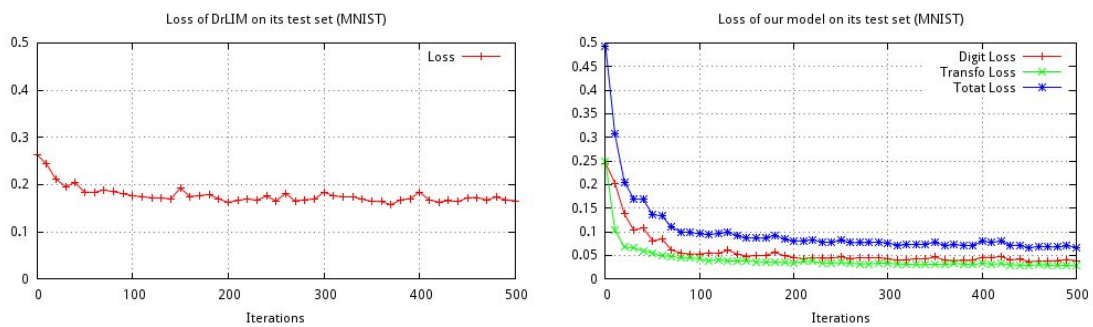 Loss of DrLIM on its test set (MNIST)
0.5
0.4
0.3
0.2
0.1
0
Loss
0 100 200 300 400 500
Iterations
Loss of our model on its test set (MNIST)
0.5
0.45
0.4
0.35
0.3
0.25
0.2
0.15
0.1
0.05
0
Digit Loss
Transfo Loss
Totat Loss
0 100 200 300 400 500
Iterations